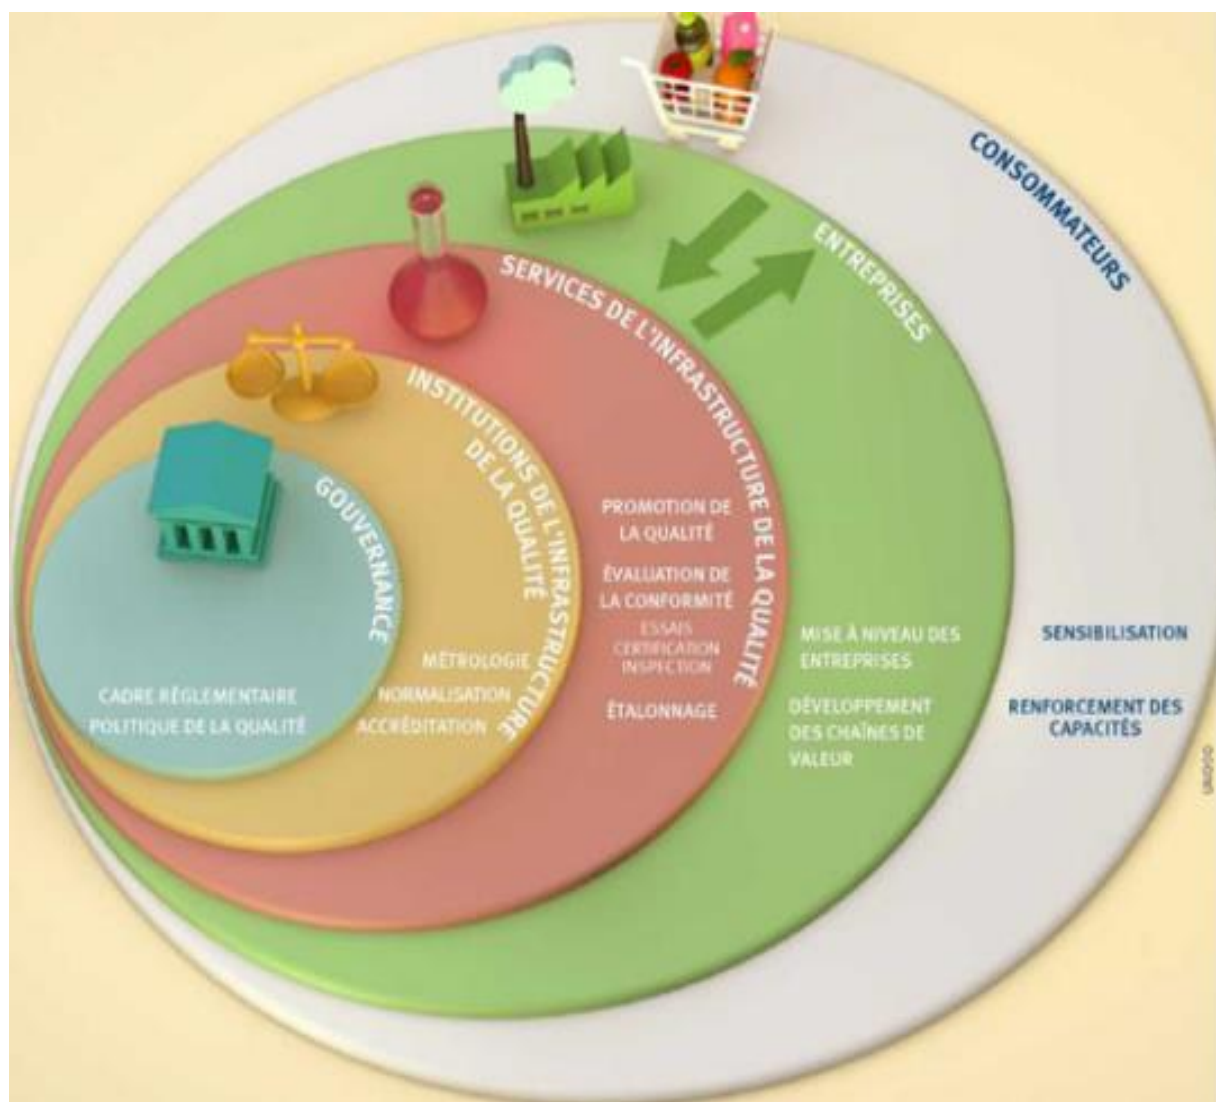 CONSOMMATEURS
ENTREPRISES
SERVICES DE L'INFRASTRUCTURE DE LA QUALITÉ
INSTITUTIONS DE L'INFRASTRUCTURE
DE LA QUALITÉ
GOUVERNANCE
CADRE RÉGLEMENTAIRE
POLITIQUE DE LA QUALITÉ
MÉTROLOGIE
NORMALISATION
ACCRÉDITATION
PROMOTION DE
LA QUALITÉ
ÉVALUATION DE
LA CONFORMITÉ
ESSAIS
CERTIFICATION
INSPECTION
ÉTALONNAGE
MISE À NIVEAU DES
ENTREPRISES
DÉVELOPPEMENT
DES CHAÎNES DE
VALEUR
SENSIBILISATION
RENFORCEMENT DES
CAPACITÉS